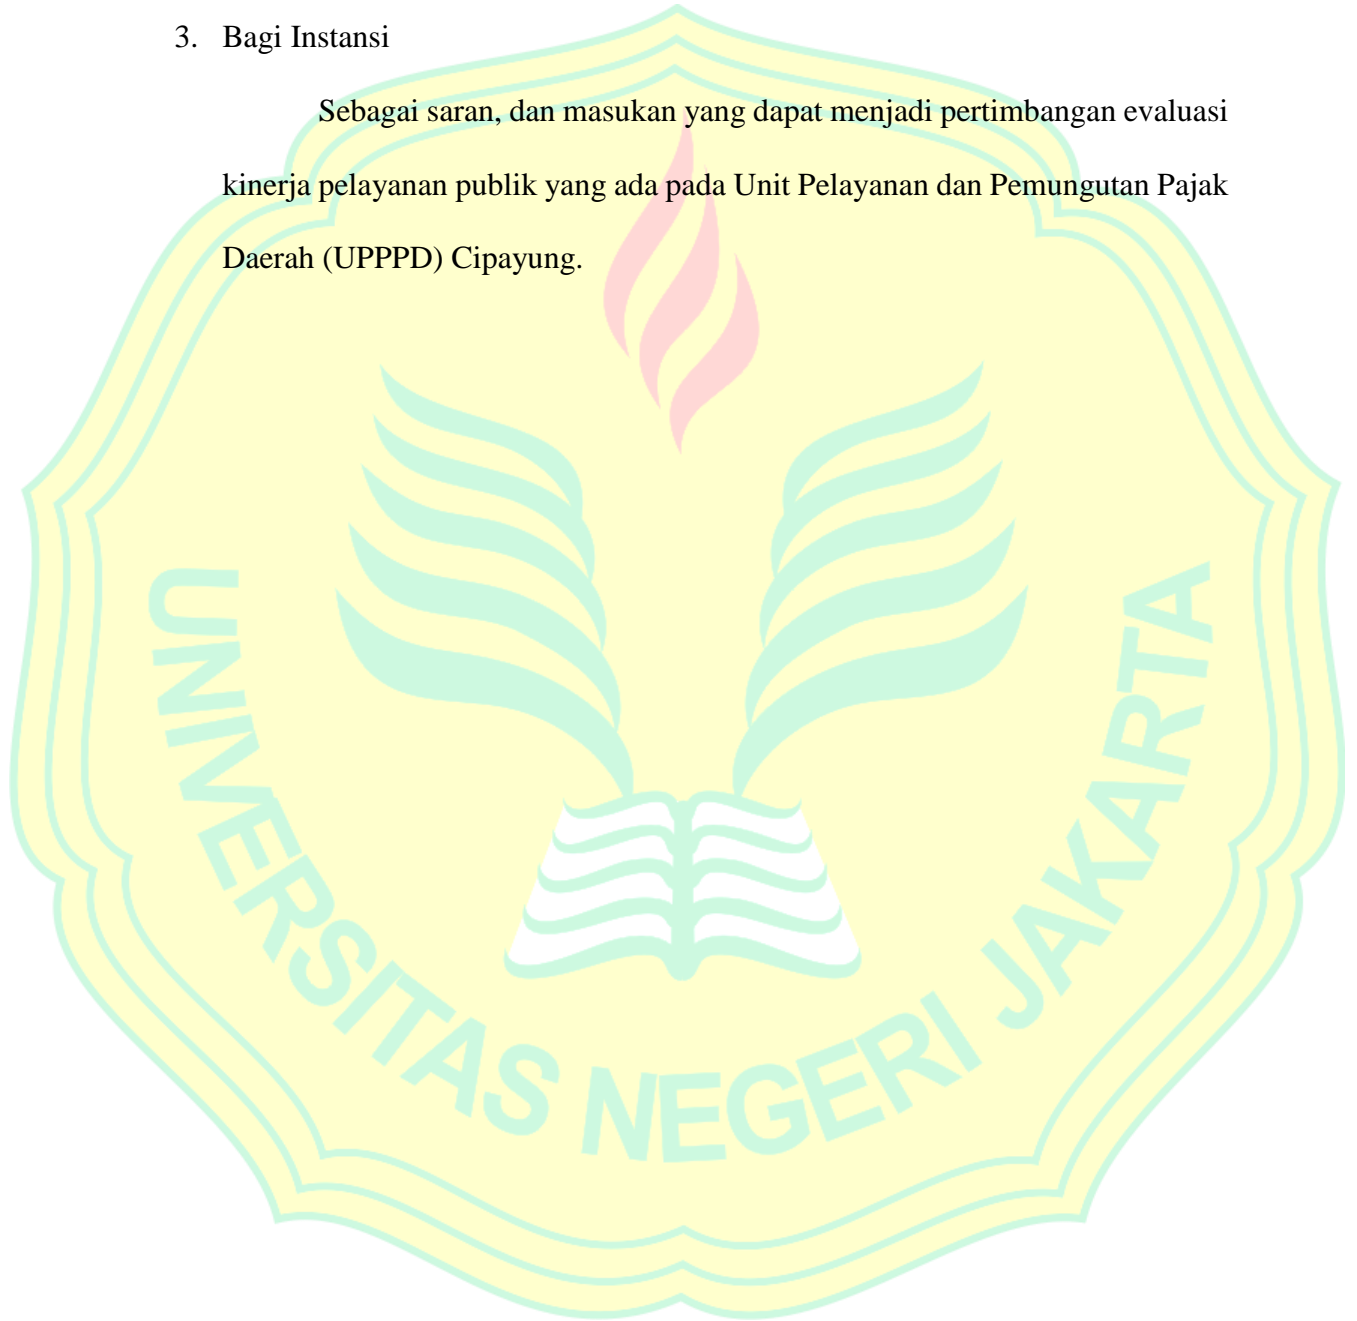 3. Bagi Instansi
Sebagai saran, dan masukan yang dapat menjadi pertimbangan evaluasi
kinerja pelayanan publik yang ada pada Unit Pelayanan dan Pemungutan Pajak
Daerah (UPPPD) Cipayung.
UNIVERSITAS NEGERI JAKARTA